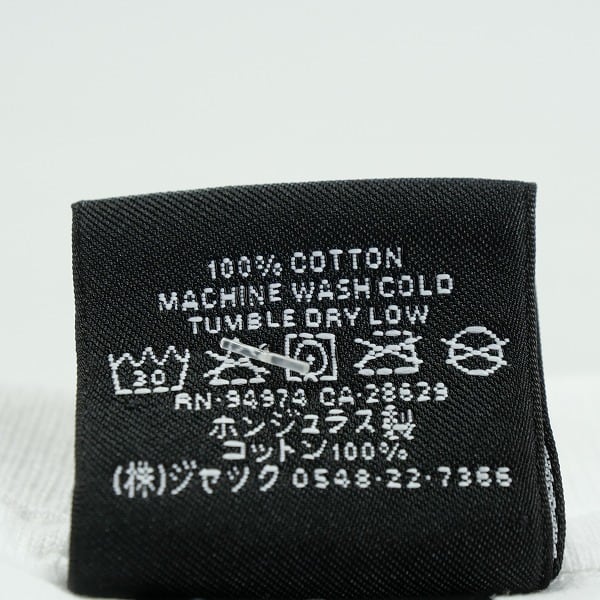 100% COTTON
MACHINE WASH COLD
TUMBLE DRY LOW
30
RN-94974 CA-28629
ホンジュラス製
コットン100%
(株)ジャック 0548-22-7366